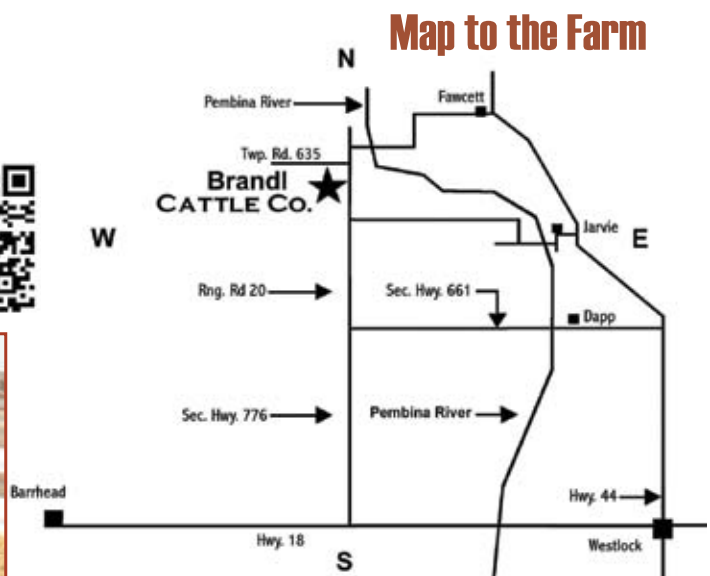 Map to the Farm
N
Pembina River
Fawcett
Twp. Rd. 635
Brandl
CATTLE CO.
W
Jarvie
E
Rng. Rd 20
Sec. Hwy. 661
Dapp
Sec. Hwy. 776
Pembina River
Barrhead
Hwy. 44
Hwy. 18
Westlock
S